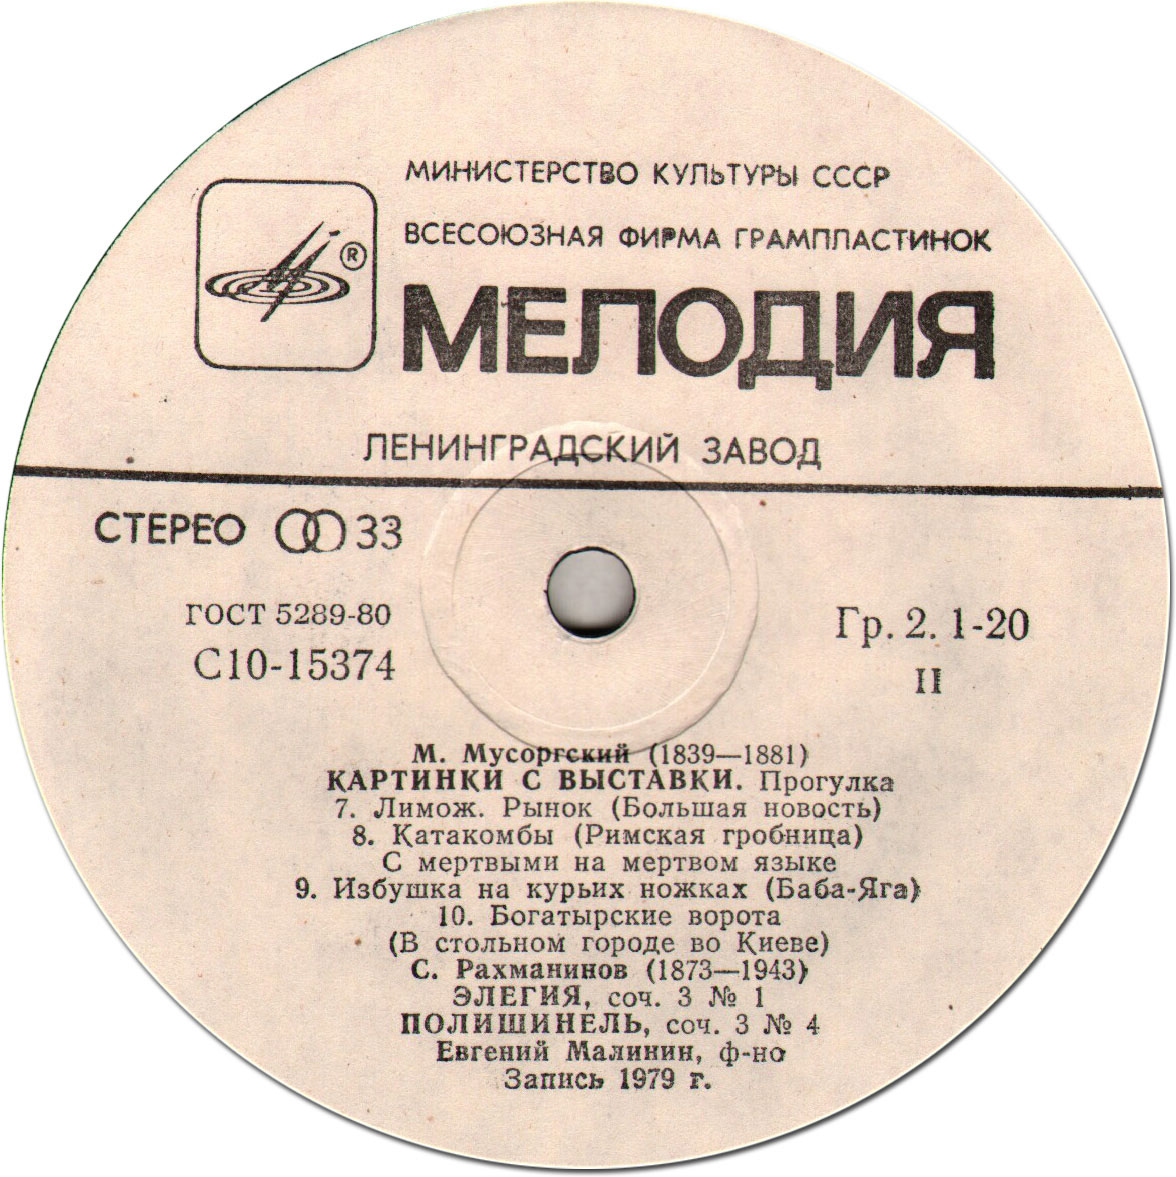 МИНИСТЕРСТВО КУЛЬТУРЫ СССР
ВСЕСОЮЗНАЯ ФИРМА ГРАМПЛАСТИНОК
®
МЕЛОДИЯ
ЛЕНИНГРАДСКИЙ ЗАВОД
СТЕРЕО 33
ГОСТ 5289-80
Гр. 2. 1-20
С10-15374
II
М. Мусоргский (1839—1881)
КАРТИНКИ С ВЫСТАВКИ. Прогулка
7. Лимож. Рынок (Большая новость)
8. Катакомбы (Римская гробница)
С мертвыми на мертвом языке
9. Избушка на курьих ножках (Баба-Яга)
10. Богатырские ворота
(В стольном городе во Киеве)
С. Рахманинов (1873—1943)
ЭЛЕГИЯ, соч. 3 № 1
ПОЛИШИНЕЛЬ, соч. 3 № 4
Евгений Малинин, ф-но
Запись 1979 г.